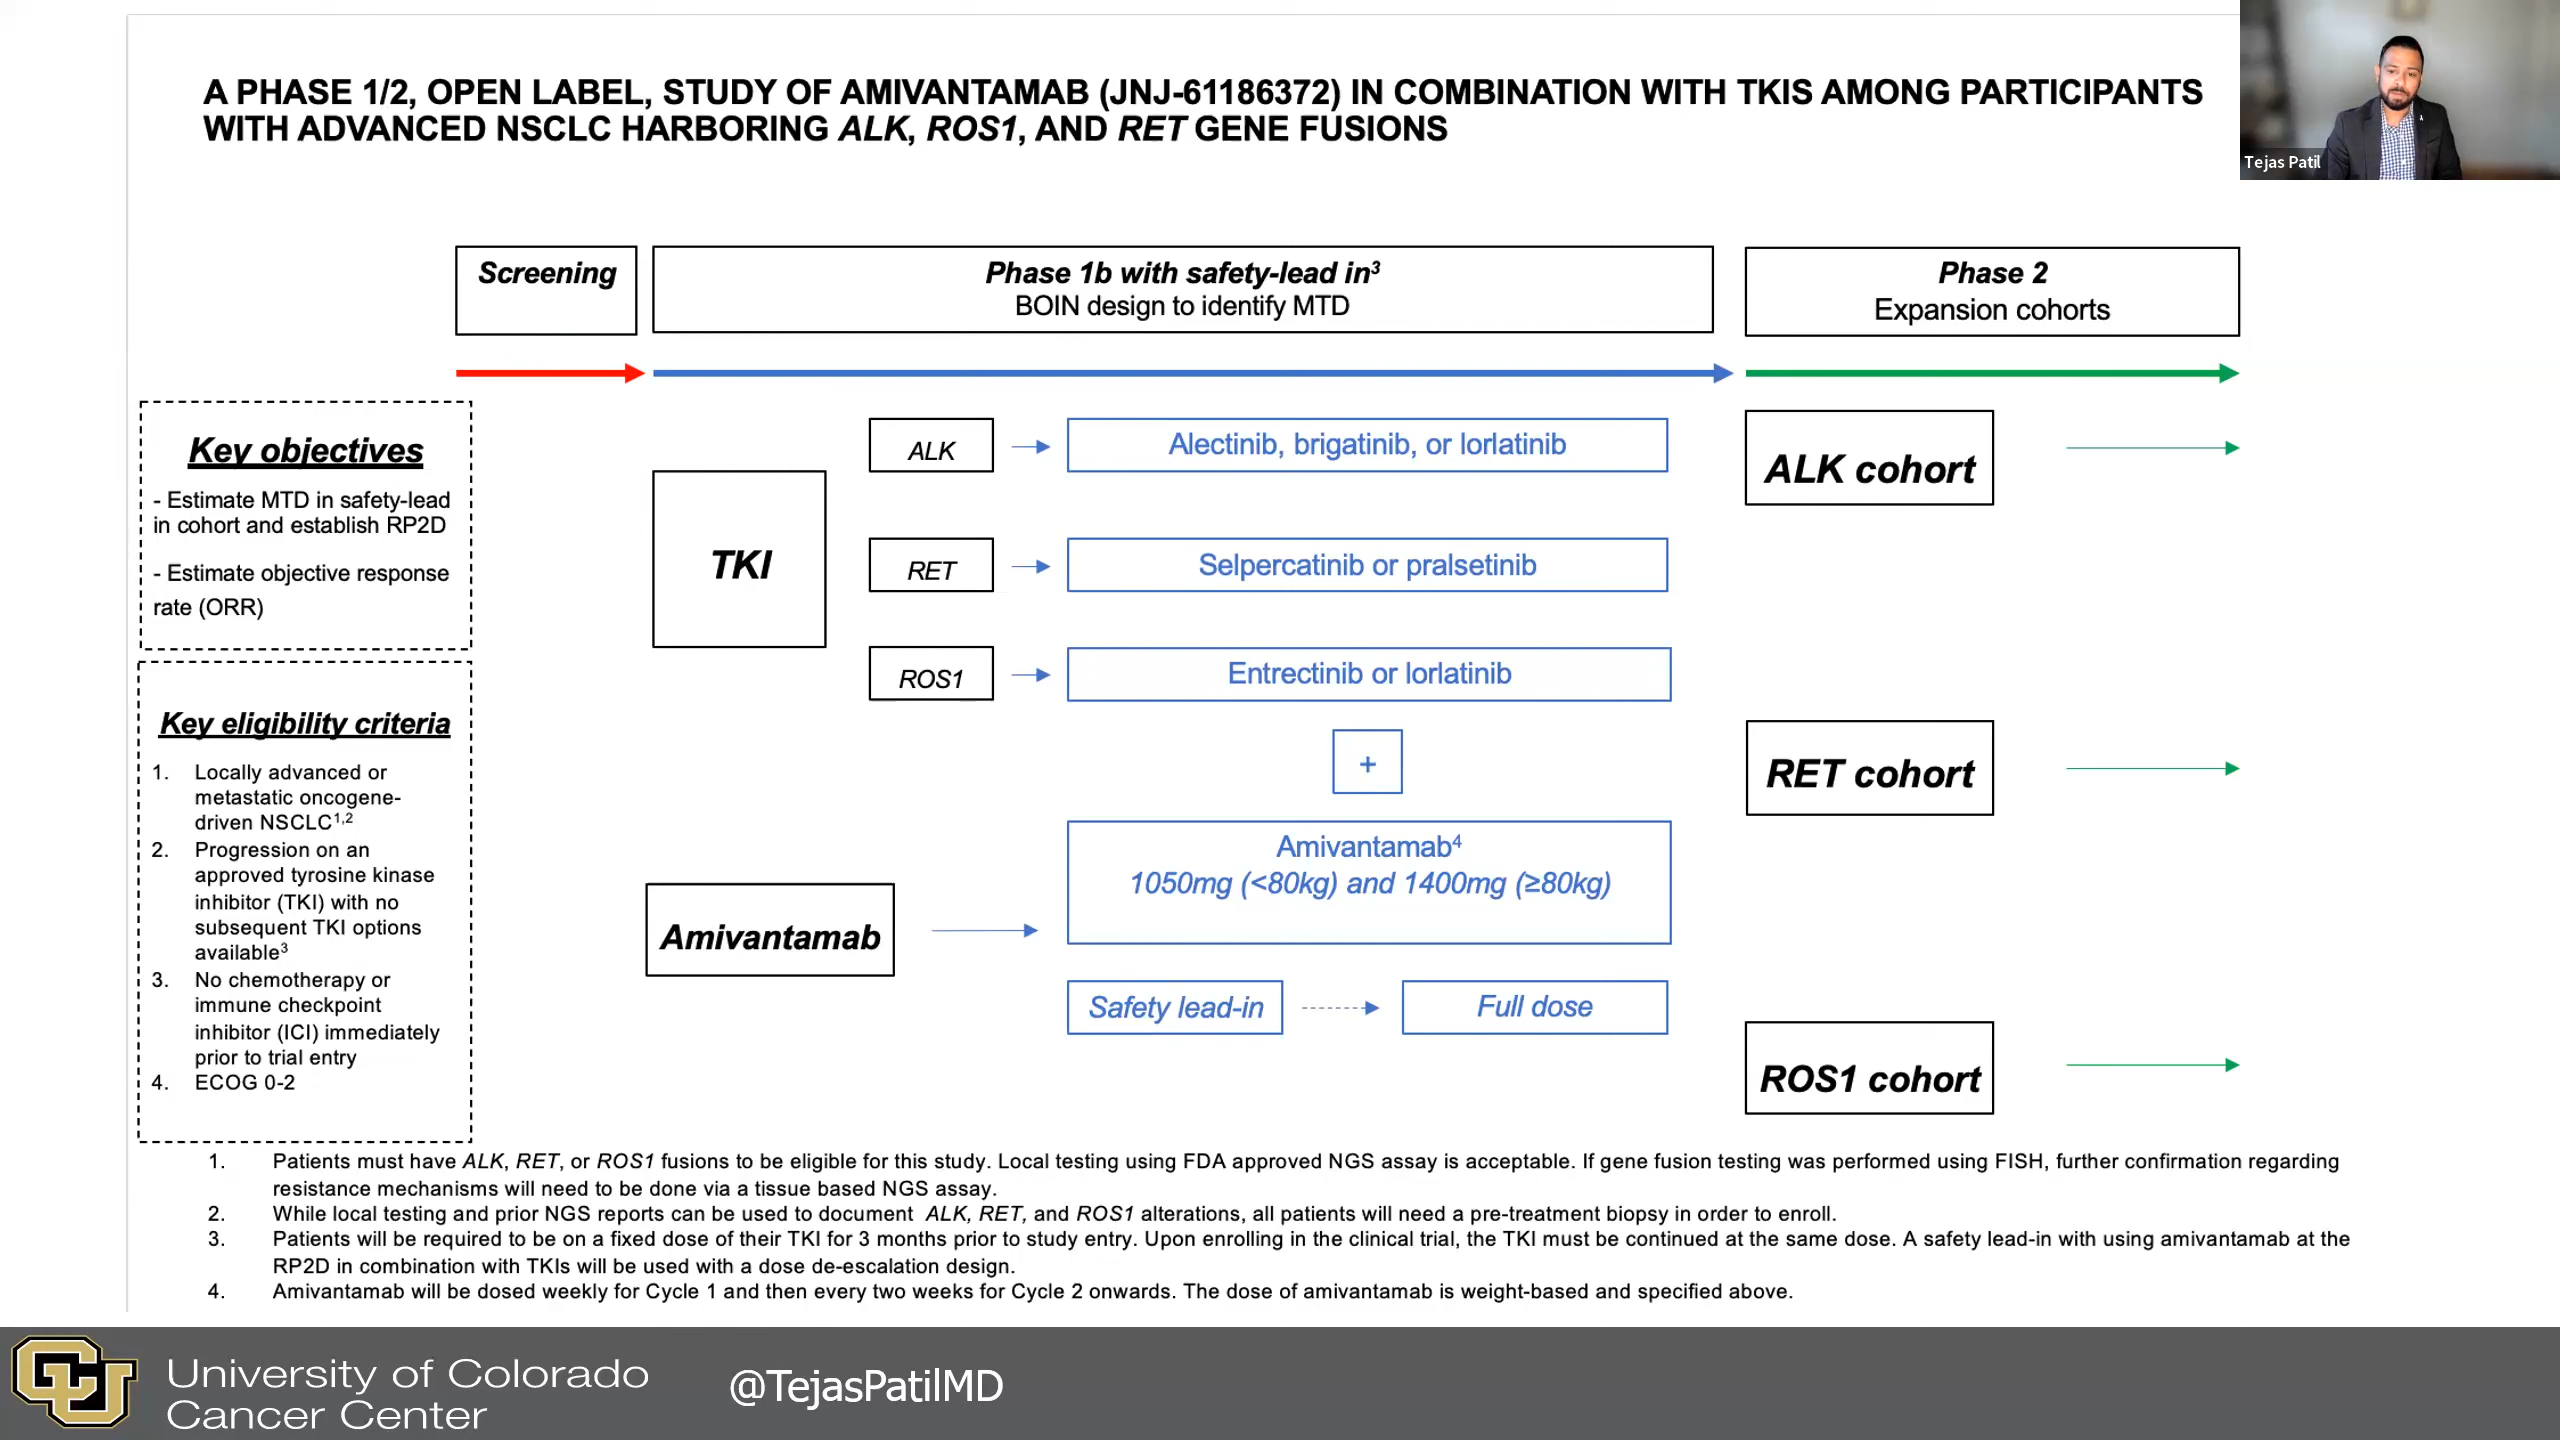 A PHASE 1/2, OPEN LABEL, STUDY OF AMIVANTAMAB (JNJ-61186372) IN COMBINATION WITH TKIS AMONG PARTICIPANTS
WITH ADVANCED NSCLC HARBORING ALK, ROS1, AND RET GENE FUSIONS
Tejas Patil
Screening
Phase 1b with safety-lead in³
BOIN design to identify MTD
Phase 2
Expansion cohorts
Key objectives
- Estimate MTD in safety-lead
in cohort and establish RP2D
- Estimate objective response
rate (ORR)
Key eligibility criteria
1. Locally advanced or
metastatic oncogene-
driven NSCLC¹,²
2. Progression on an
approved tyrosine kinase
inhibitor (TKI) with no
subsequent TKI options
available³
3. No chemotherapy or
immune checkpoint
inhibitor (ICI) immediately
prior to trial entry
4. ECOG 0-2
TKI
ALK
Alectinib, brigatinib, or lorlatinib
RET
Selpercatinib or pralsetinib
ROS1
Entrectinib or lorlatinib
+
Amivantamab
Amivantamab⁴
1050mg (<80kg) and 1400mg (≥80kg)
Safety lead-in
Full dose
ALK cohort
RET cohort
ROS1 cohort
1. Patients must have ALK, RET, or ROS1 fusions to be eligible for this study. Local testing using FDA approved NGS assay is acceptable. If gene fusion testing was performed using FISH, further confirmation regarding
resistance mechanisms will need to be done via a tissue based NGS assay.
2. While local testing and prior NGS reports can be used to document ALK, RET, and ROS1 alterations, all patients will need a pre-treatment biopsy in order to enroll.
3. Patients will be required to be on a fixed dose of their TKI for 3 months prior to study entry. Upon enrolling in the clinical trial, the TKI must be continued at the same dose. A safety lead-in with using amivantamab at the
RP2D in combination with TKIs will be used with a dose de-escalation design.
4. Amivantamab will be dosed weekly for Cycle 1 and then every two weeks for Cycle 2 onwards. The dose of amivantamab is weight-based and specified above.
CU
University of Colorado
Cancer Center
@TejasPatilMD